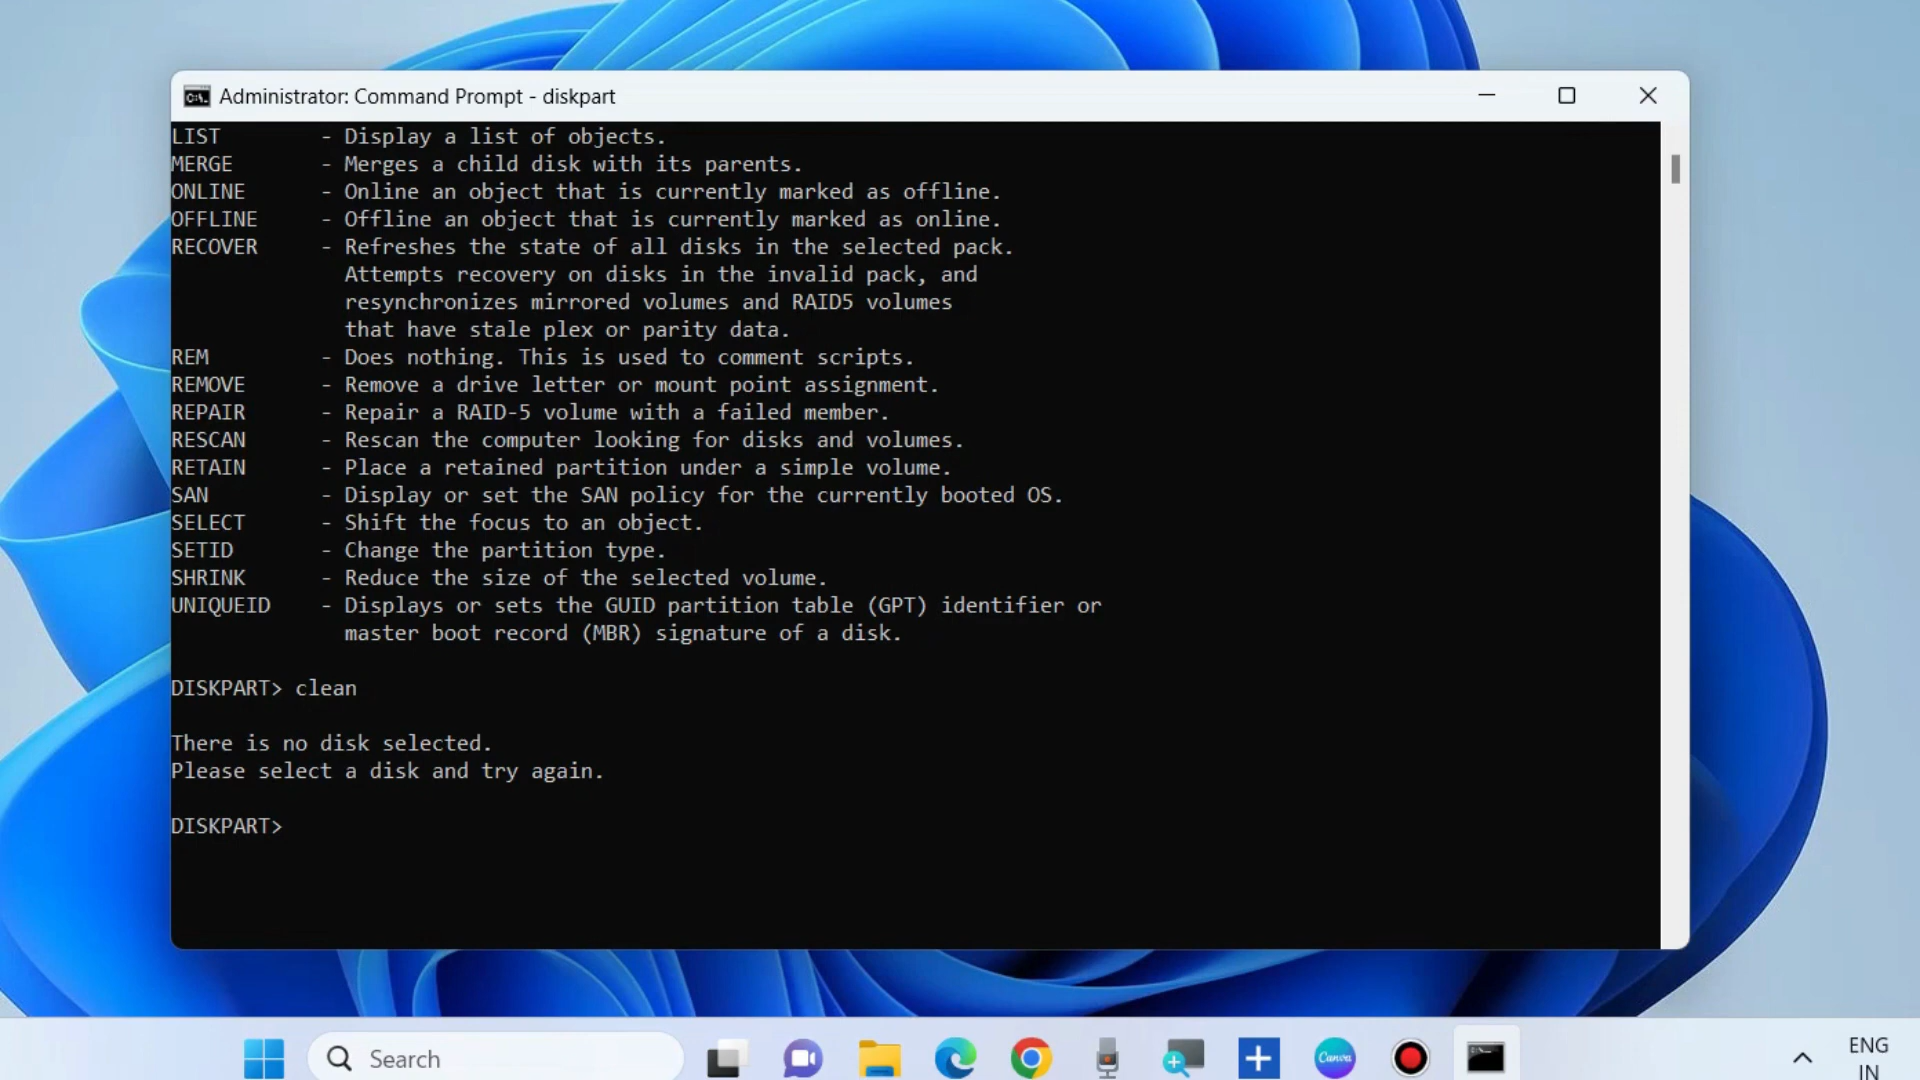 Administrator: Command Prompt - diskpart
LIST - Display a list of objects.
MERGE - Merges a child disk with its parents.
ONLINE - Online an object that is currently marked as offline.
OFFLINE - Offline an object that is currently marked as online.
RECOVER - Refreshes the state of all disks in the selected pack.
Attempts recovery on disks in the invalid pack, and
resynchronizes mirrored volumes and RAID5 volumes
that have stale plex or parity data.
REM - Does nothing. This is used to comment scripts.
REMOVE - Remove a drive letter or mount point assignment.
REPAIR - Repair a RAID-5 volume with a failed member.
RESCAN - Rescan the computer looking for disks and volumes.
RETAIN - Place a retained partition under a simple volume.
SAN - Display or set the SAN policy for the currently booted OS.
SELECT - Shift the focus to an object.
SETID - Change the partition type.
SHRINK - Reduce the size of the selected volume.
UNIQUEID - Displays or sets the GUID partition table (GPT) identifier or
master boot record (MBR) signature of a disk.
DISKPART> clean
There is no disk selected.
Please select a disk and try again.
DISKPART>
Search
Canva
ENG
IN